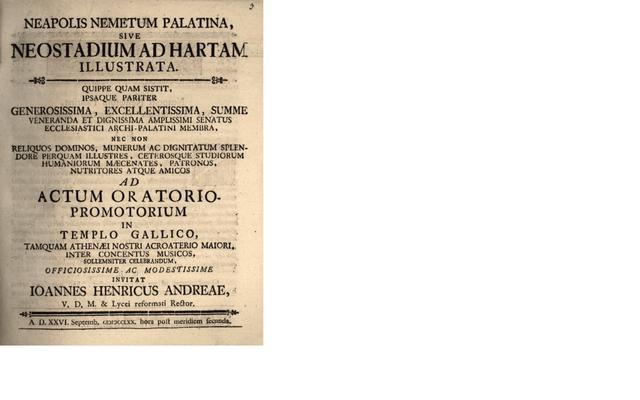 3
NEAPOLIS NEMETUM PALATINA,
SIVE
NEOSTADIUM AD HARTAM
ILLUSTRATA.
QUIPPE QUAM SISTIT,
IPSAQUE PARITER
GENEROSISSIMA, EXCELLENTISSIMA, SUMME
VENERANDA ET DIGNISSIMA AMPLISSIMI SENATUS
ECCLESIASTICI ARCHI-PALATINI MEMBRA,
NEC NON
RELIQUOS DOMINOS, MUNERUM AC DIGNITATUM SPLEN-
DORE PERQUAM ILLUSTRES, CETEROSQUE STUDIORUM
HUMANIORUM MÆCENATES, PATRONOS,
NUTRITORES ATQUE AMICOS
AD
ACTUM ORATORIO-
PROMOTORIUM
IN
TEMPLO GALLICO,
TAMQUAM ATHENÆI NOSTRI ACROATERIO MAIORI,
INTER CONCENTUS MUSICOS,
SOLLEMNITER CELEBRANDUM,
OFFICIOSISSIME AC MODESTISSIME
INVITAT
IOANNES HENRICUS ANDREAE,
V. D. M. & Lycei reformati Rector.
A D. XXVI. Septemb. hora post meridiem secunda.